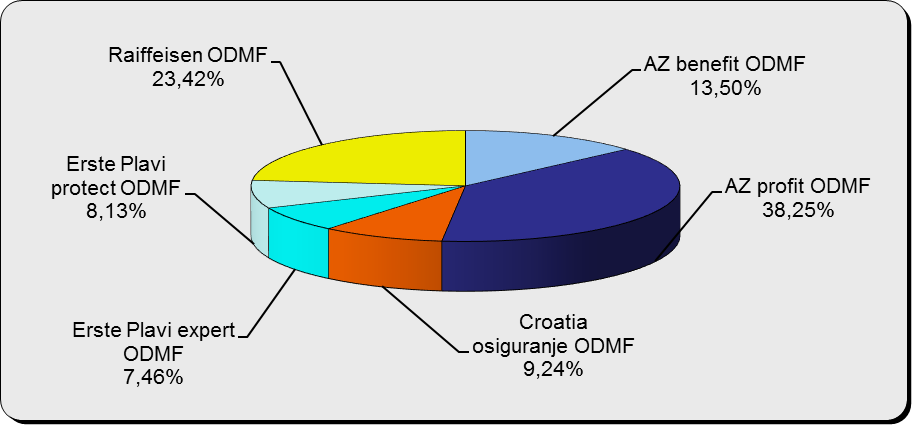 Raiffeisen ODMF
23,42%
AZ benefit ODMF
13,50%
Erste Plavi
protect ODMF
8,13%
AZ profit ODMF
38,25%
Erste Plavi expert
ODMF
7,46%
Croatia
osiguranje ODMF
9,24%